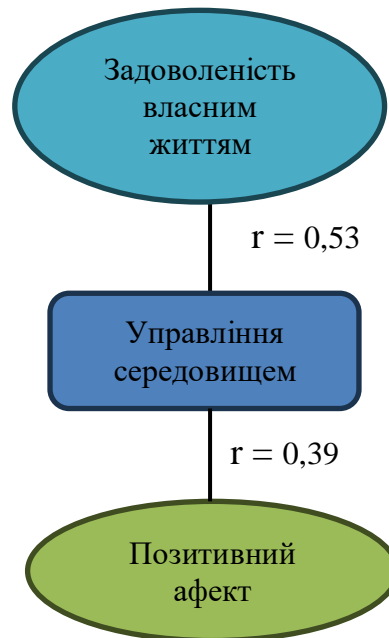 Задоволеність
власним
життям
r = 0,53
Управління
середовищем
r = 0,39
Позитивний
афект